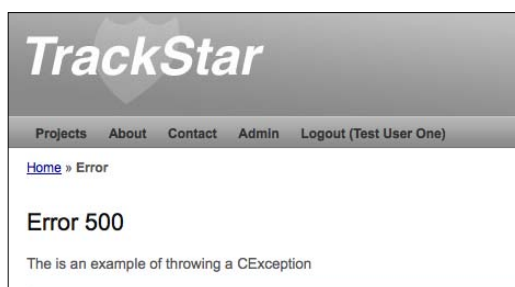 TrackStar
Projects About Contact Admin Logout (Test User One)
Home » Error
Error 500
The is an example of throwing a CException